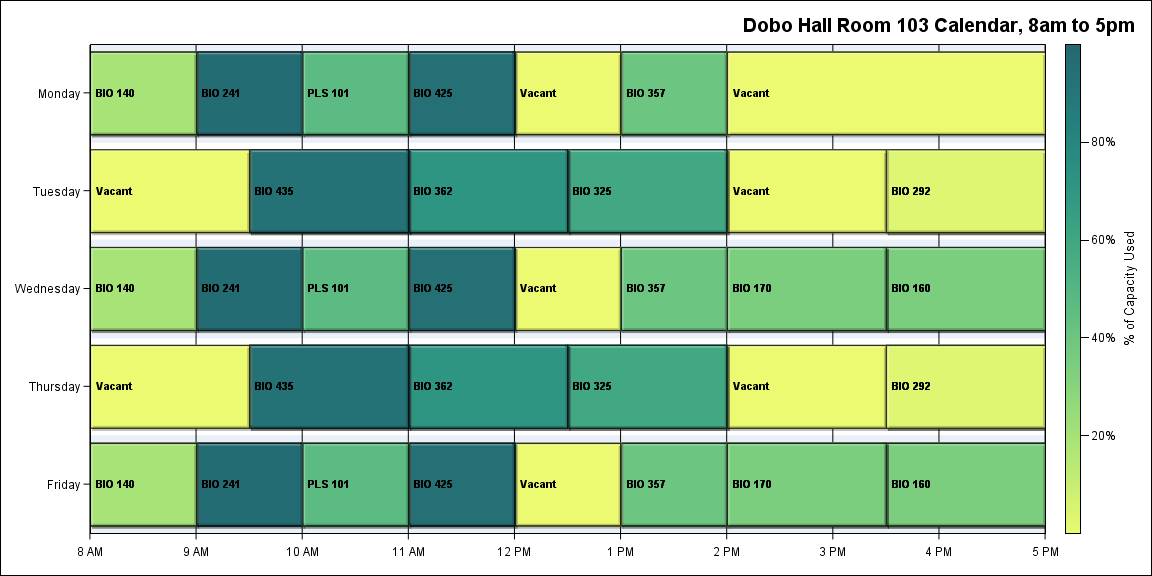 Dobo Hall Room 103 Calendar, 8am to 5pm
Monday
BIO 140
BIO 241
PLS 101
BIO 425
Vacant
BIO 357
Vacant
Tuesday
Vacant
BIO 435
BIO 362
BIO 325
Vacant
BIO 292
Wednesday
BIO 140
BIO 241
PLS 101
BIO 425
Vacant
BIO 357
BIO 170
BIO 160
Thursday
Vacant
BIO 435
BIO 362
BIO 325
Vacant
BIO 292
Friday
BIO 140
BIO 241
PLS 101
BIO 425
Vacant
BIO 357
BIO 170
BIO 160
8 AM
9 AM
10 AM
11 AM
12 PM
1 PM
2 PM
3 PM
4 PM
5 PM
80%
60%
40%
20%
% of Capacity Used